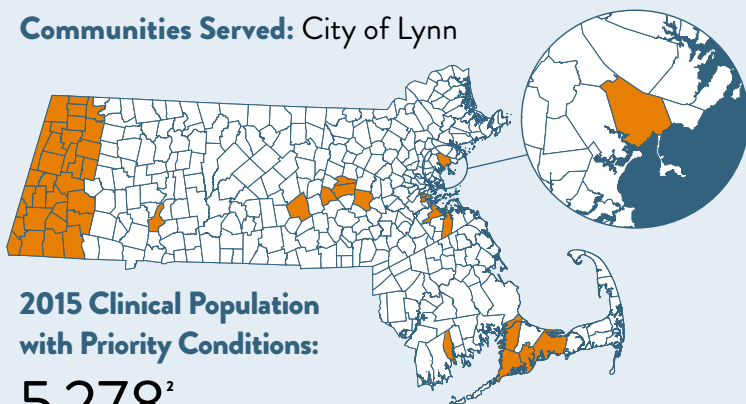 Communities Served: City of Lynn
2015 Clinical Population
with Priority Conditions:
5,278²